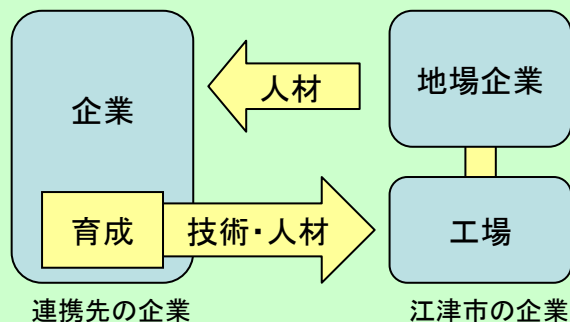 企業
人材
地場企業
育成
技術・人材
工場
連携先の企業
江津市の企業